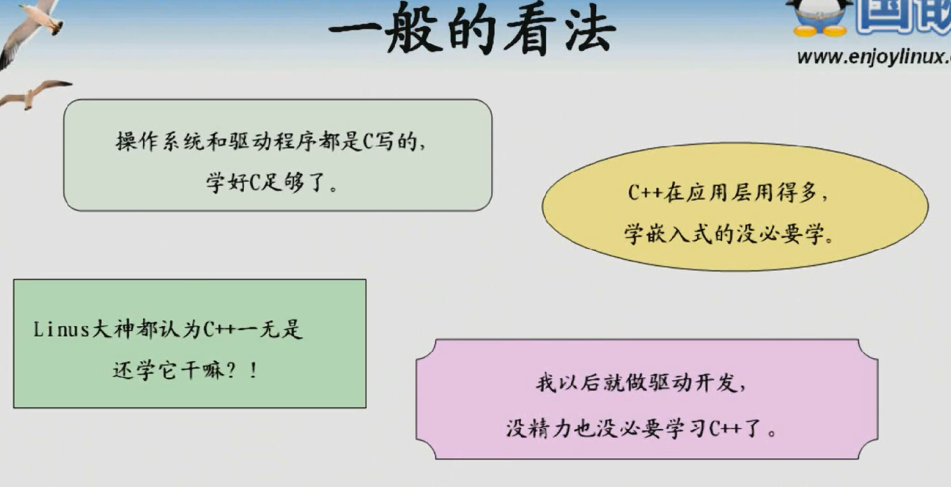 一般的看法
国嵌
www.enjoylinux.
操作系统和驱动程序都是C写的,
学好C足够了。
C++在应用层用得多,
学嵌入式的没必要学。
Linus大神都认为C++一无是
还学它干嘛?!
我以后就做驱动开发,
没精力也没必要学习C++了。